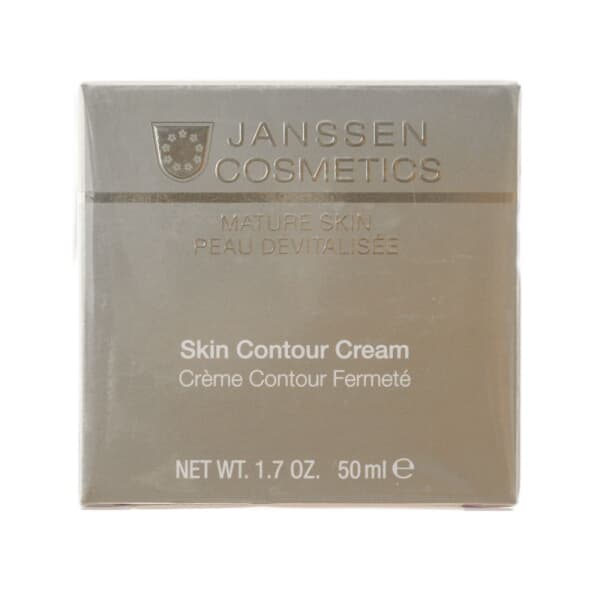 JANSSEN
COSMETICS
MATURE SKIN
PEAU DÉVITALISÉE
Skin Contour Cream
Crème Contour Fermeté
NET WT. 1.7 OZ. 50 ml ℮